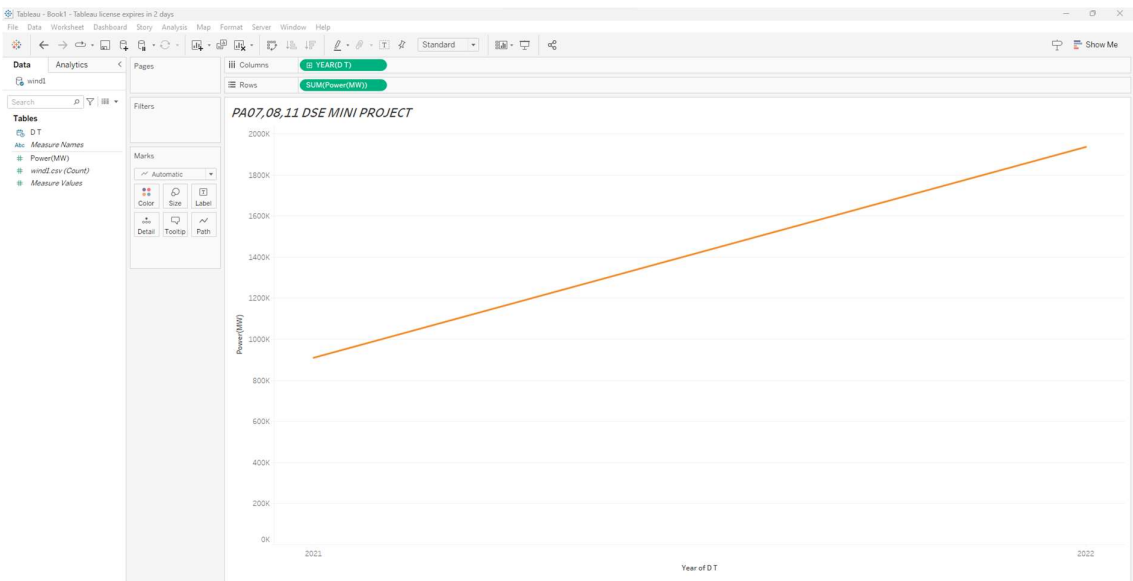 Tableau - Book1 - Tableau license expires in 2 days
File Data Worksheet Dashboard Story Analysis Map Format Server Window Help
Standard
Show Me
Data Analytics
wind1
Search
Tables
D T
Abc Measure Names
# Power(MW)
# wind1.csv (Count)
# Measure Values
Pages
Filters
Marks
Automatic
Color Size Label
Detail Tooltip Path
Columns YEAR(D T)
Rows SUM(Power(MW))
PA07,08,11 DSE MINI PROJECT
2000K
1800K
1600K
1400K
1200K
1000K
800K
600K
400K
200K
0K
Power(MW)
2021 2022
Year of D T